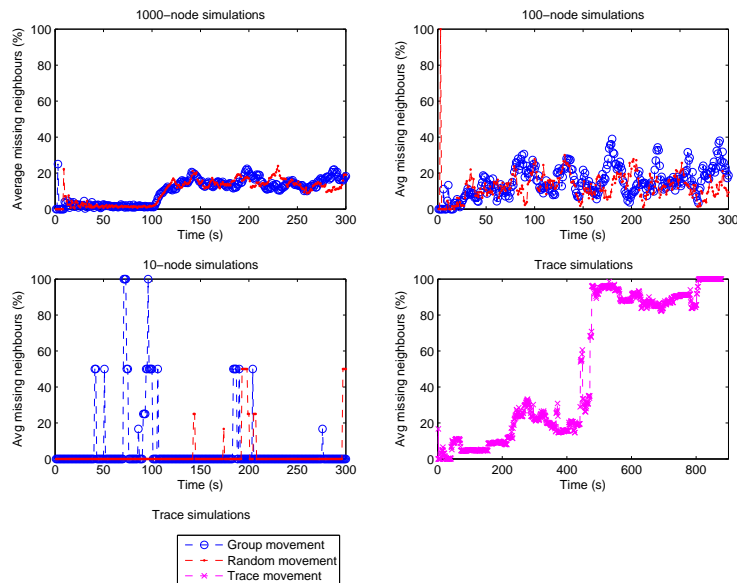 1000−node simulations
100
80
60
40
20
0
0 50 100 150 200 250 300
Average missing neighbours (%)
Time (s)
100−node simulations
100
80
60
40
20
0
0 50 100 150 200 250 300
Avg missing neighbours (%)
Time (s)
10−node simulations
100
80
60
40
20
0
0 50 100 150 200 250 300
Avg missing neighbours (%)
Time (s)
Trace simulations
100
80
60
40
20
0
0 200 400 600 800
Avg missing neighbours (%)
Time (s)
Trace simulations
Group movement
Random movement
Trace movement